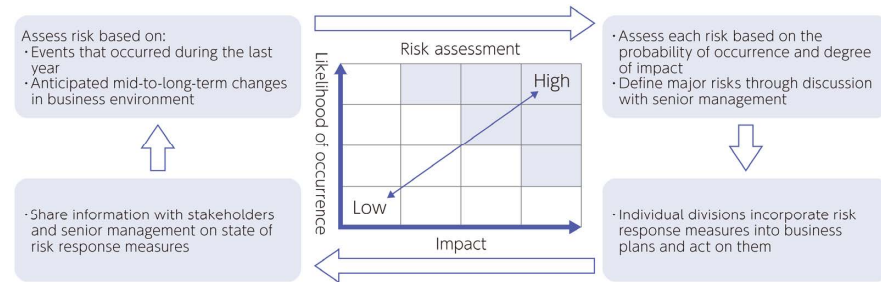 Assess risk based on:
・Events that occurred during the last
year
・Anticipated mid-to-long-term changes
in business environment
Risk assessment
Likelihood of occurrence
High
Low
Impact
・Assess each risk based on the
probability of occurrence and degree
of impact
・Define major risks through discussion
with senior management
・Share information with stakeholders
and senior management on state of
risk response measures
・Individual divisions incorporate risk
response measures into business
plans and act on them